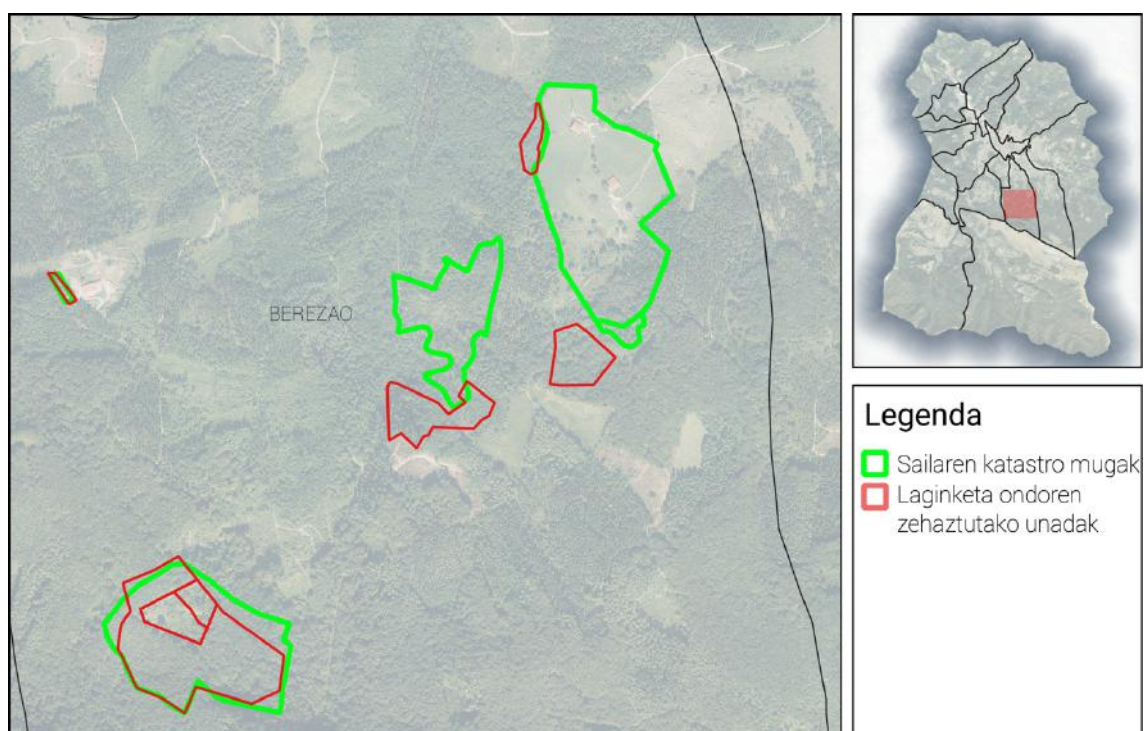 BEREZAO
Legenda
Sailaren katastro mugak
Laginketa ondoren
zehaztutako unadak